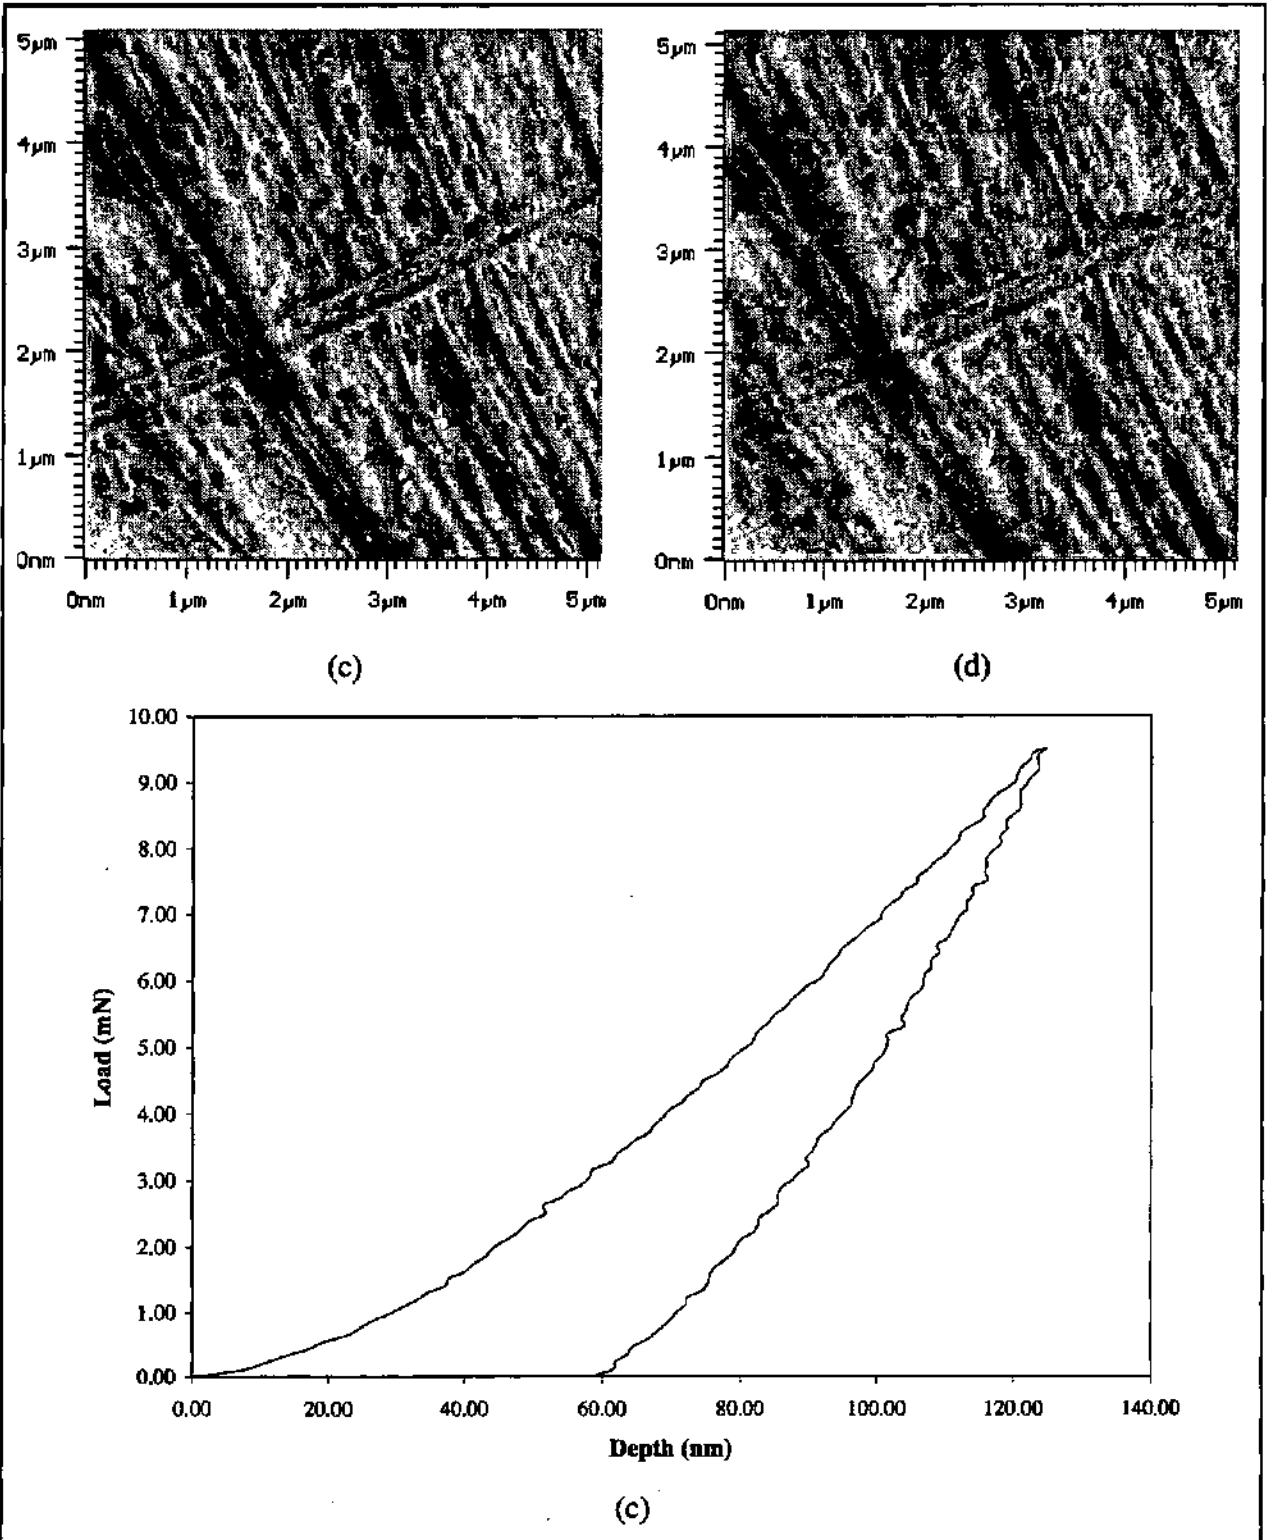 5µm
4µm
3µm
2µm
1µm
0nm
0nm 1µm 2µm 3µm 4µm 5µm
(c)
5µm
4µm
3µm
2µm
1µm
0nm
0nm 1µm 2µm 3µm 4µm 5µm
(d)
10.00
9.00
8.00
7.00
6.00
5.00
4.00
3.00
2.00
1.00
0.00
Load (mN)
0.00 20.00 40.00 60.00 80.00 100.00 120.00 140.00
Depth (nm)
(c)